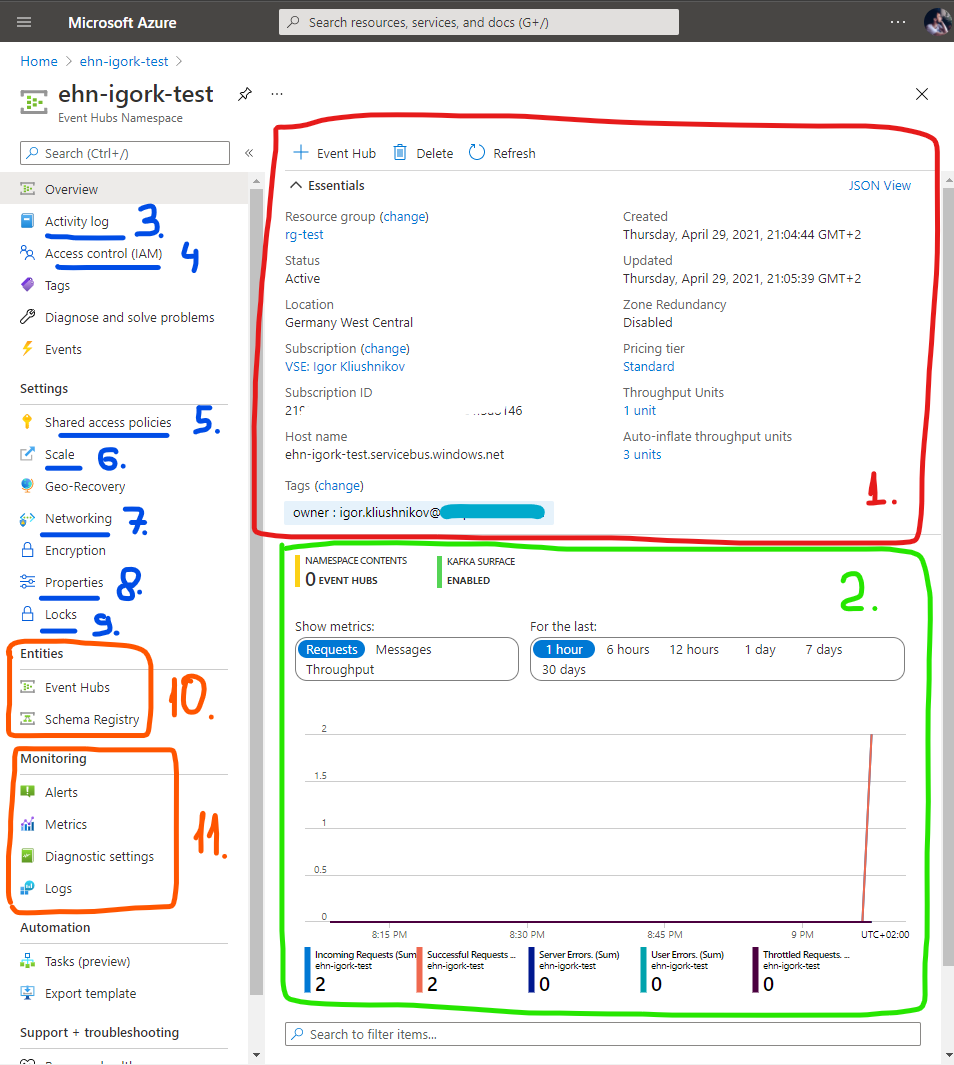 Microsoft Azure
Search resources, services, and docs (G+/)
Home > ehn-igork-test >
ehn-igork-test
Event Hubs Namespace
Search (Ctrl+/)
Overview
Activity log 3.
Access control (IAM) 4
Tags
Diagnose and solve problems
Events
Settings
Shared access policies 5.
Scale 6.
Geo-Recovery
Networking 7.
Encryption
Properties 8.
Locks 9.
Entities
Event Hubs
Schema Registry
10.
Monitoring
Alerts
Metrics
Diagnostic settings
Logs
11.
Automation
Tasks (preview)
Export template
Support + troubleshooting
+ Event Hub Delete Refresh
Essentials JSON View
Resource group (change)
rg-test
Status
Active
Location
Germany West Central
Subscription (change)
VSE: Igor Kliushnikov
Subscription ID
Host name
ehn-igork-test.servicebus.windows.net
Tags (change)
owner : igor.kliushnikov@
Created
Thursday, April 29, 2021, 21:04:44 GMT+2
Updated
Thursday, April 29, 2021, 21:05:39 GMT+2
Zone Redundancy
Disabled
Pricing tier
Standard
Throughput Units
1 unit
Auto-inflate throughput units
3 units
1.
NAMESPACE CONTENTS
0 EVENT HUBS
KAFKA SURFACE
ENABLED
2.
Show metrics:
Requests Messages
Throughput
For the last:
1 hour 6 hours 12 hours 1 day 7 days
30 days
2
1.5
1
0.5
0
8:15 PM 8:30 PM 8:45 PM 9 PM UTC+02:00
Incoming Requests (Sum)
ehn-igork-test
2
Successful Requests ...
ehn-igork-test
2
Server Errors. (Sum)
ehn-igork-test
0
User Errors. (Sum)
ehn-igork-test
0
Throttled Requests. ...
ehn-igork-test
0
Search to filter items...